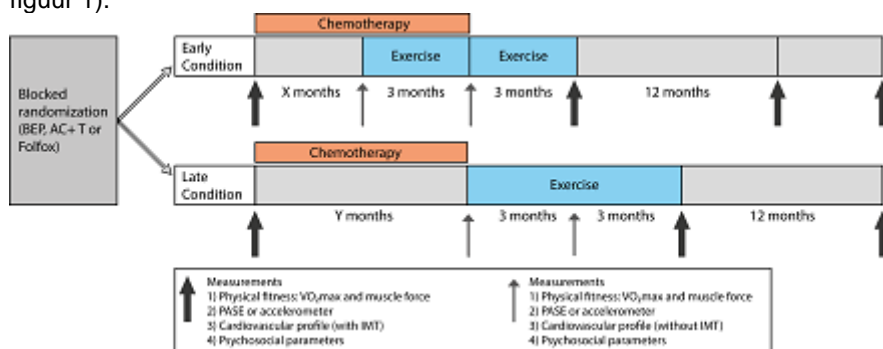 figuur 1).
Chemotherapy
Early
Condition
Exercise
Exercise
X months
3 months
3 months
12 months
Blocked
randomization
(BEP, AC+ T or
Folfox)
Chemotherapy
Late
Condition
Exercise
Y months
3 months
3 months
12 months
Measurements
1) Physical fitness: VO₂max and muscle force
2) PASE or accelerometer
3) Cardiovascular profile (with IMT)
4) Psychosocial parameters
Measurements
1) Physical fitness: VO₂max and muscle force
2) PASE or accelerometer
3) Cardiovascular profile (without IMT)
4) Psychosocial parameters